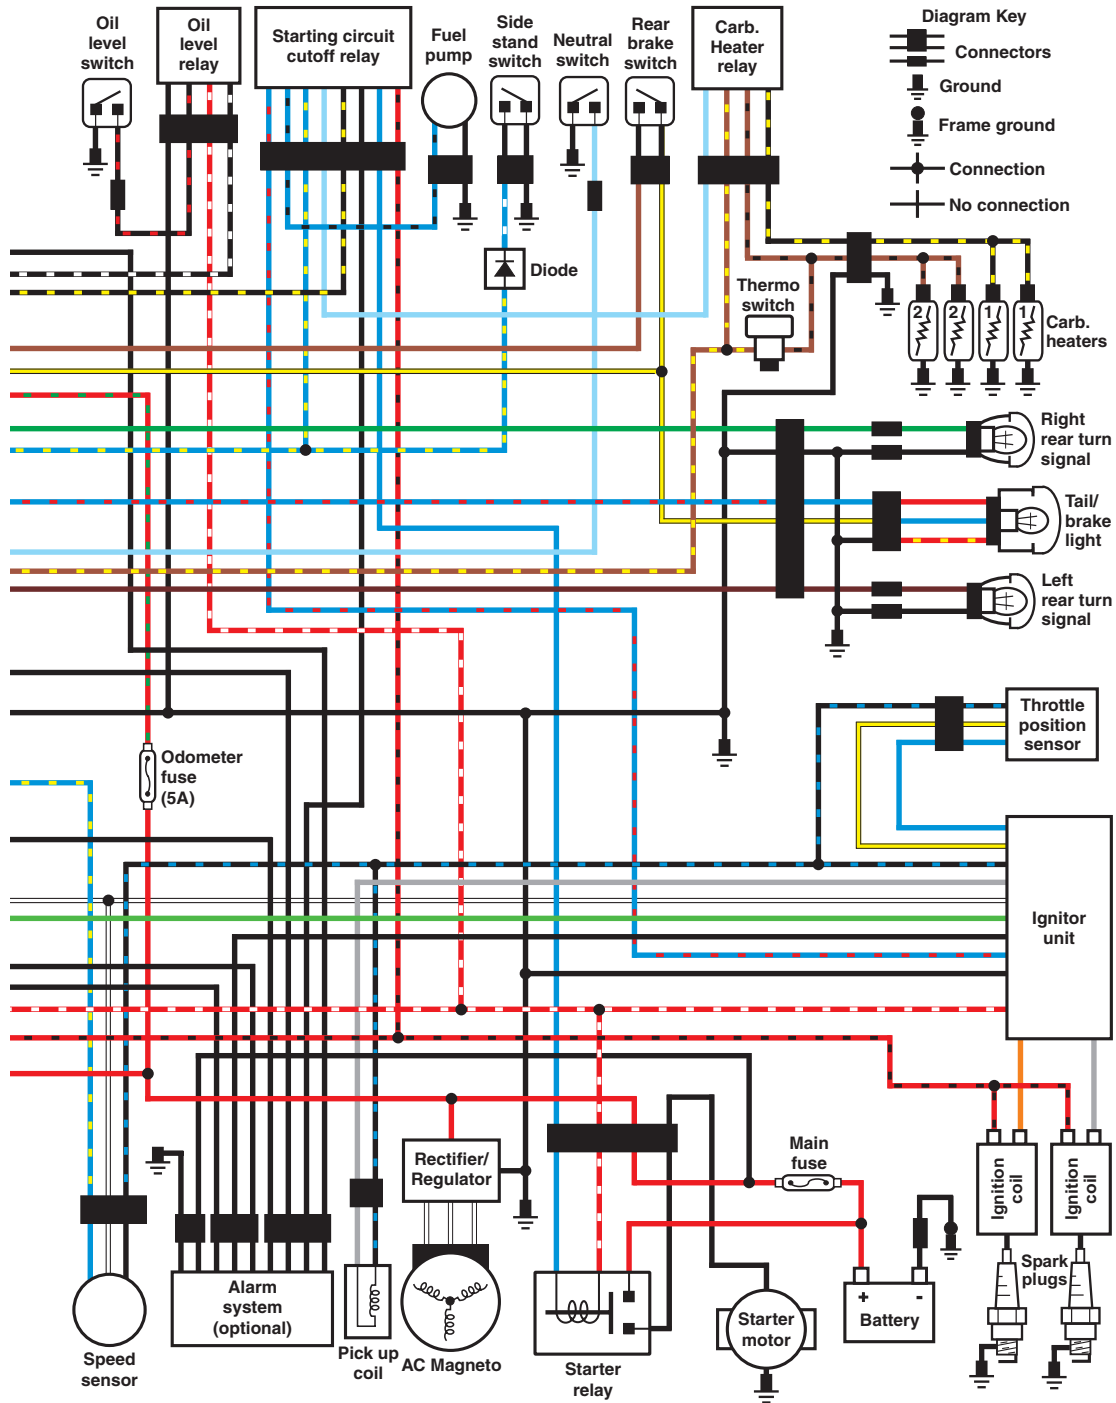 Oil
level
switch
Oil
level
relay
Starting circuit
cutoff relay
Fuel
pump
Side
stand
switch
Neutral
switch
Rear
brake
switch
Carb.
Heater
relay
Diagram Key
Connectors
Ground
Frame ground
Connection
No connection
Diode
Thermo
switch
2
2
1
1
Carb.
heaters
Right
rear turn
signal
Tail/
brake
light
Left
rear turn
signal
Throttle
position
sensor
Odometer
fuse
(5A)
Ignitor
unit
Main
fuse
Rectifier/
Regulator
Ignition
coil
Ignition
coil
Spark
plugs
+
-
Battery
Alarm
system
(optional)
Starter
motor
Speed
sensor
Pick up
coil
AC Magneto
Starter
relay